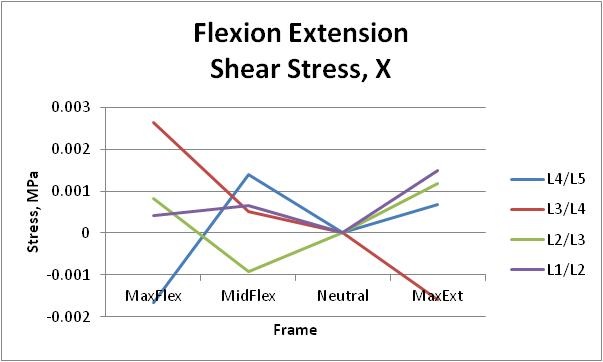 Flexion Extension
Shear Stress, X
0.003
0.002
0.001
0
-0.001
-0.002
Stress, MPa
MaxFlex MidFlex Neutral MaxExt
Frame
L4/L5
L3/L4
L2/L3
L1/L2